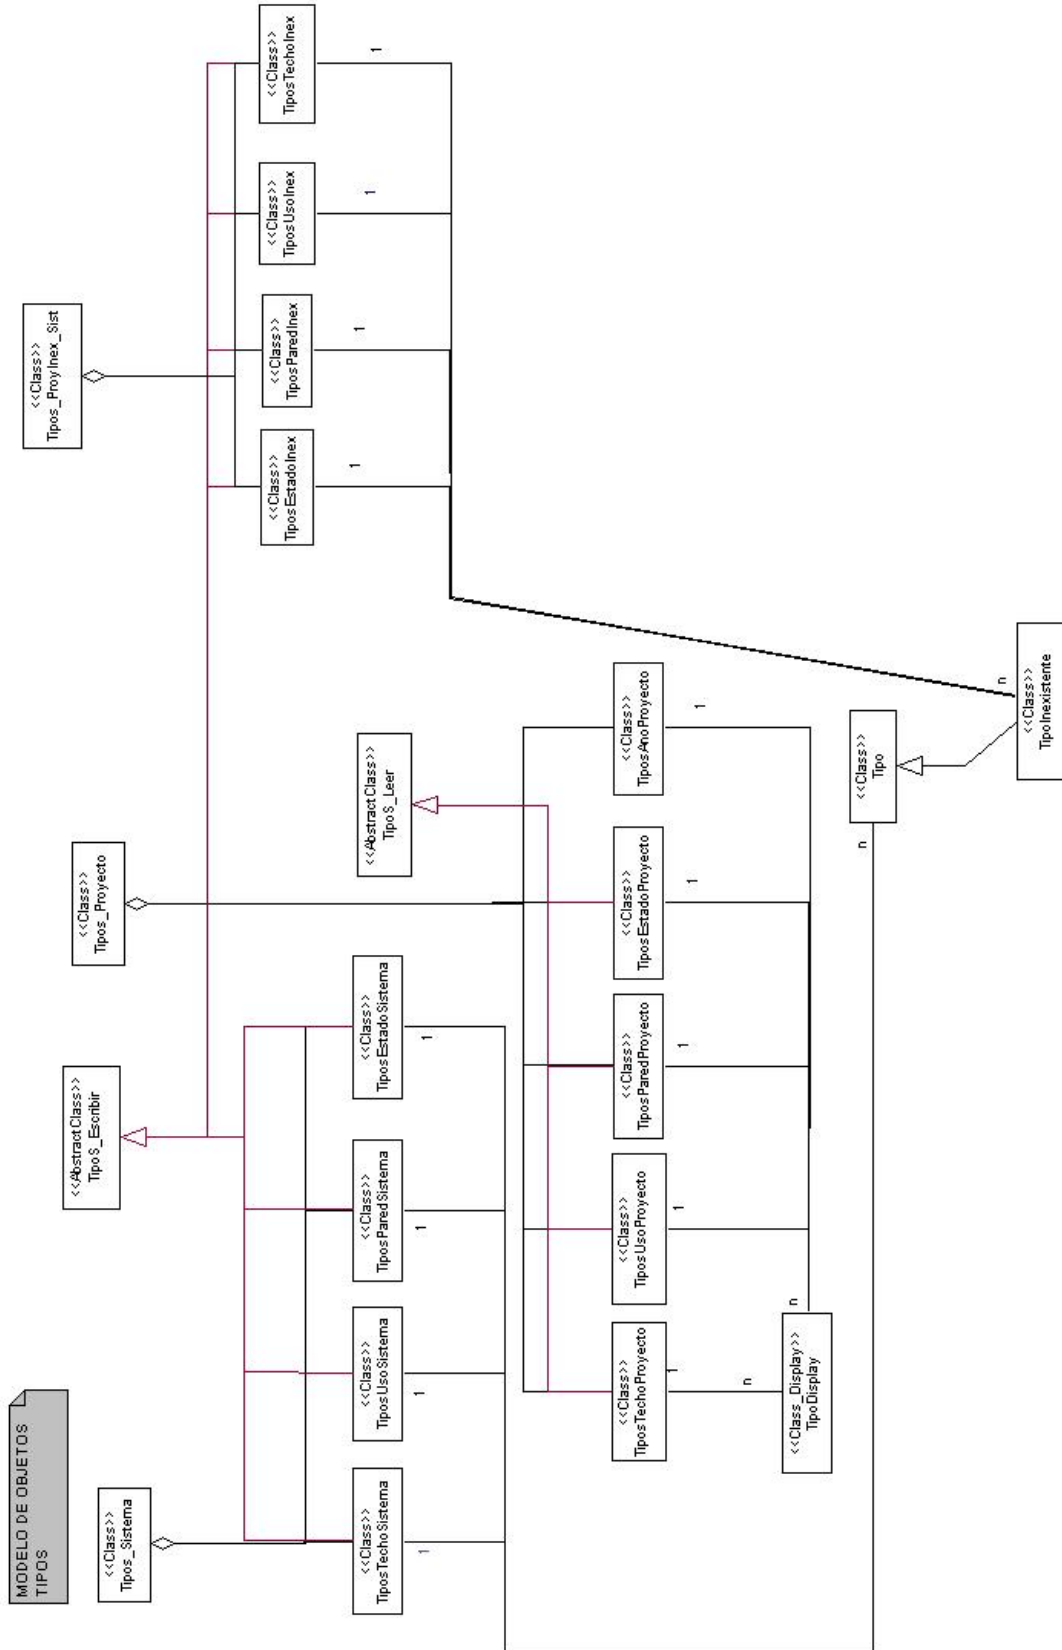 MODELO DE OBJETOS
TIPOS
<<Class>>
Tipos_Sistema
<<AbstractClass>>
TipoS_Escribir
<<Class>>
Tipos_Proyecto
<<Class>>
Tipos_ProyInex_Sist
<<Class>>
TiposTechoSistema
1
<<Class>>
TiposUsoSistema
1
<<Class>>
TiposParedSistema
1
<<Class>>
TiposEstadoSistema
1
<<AbstractClass>>
TipoS_Leer
<<Class>>
TiposEstadoInex
1
<<Class>>
TiposParedInex
1
<<Class>>
TiposUsoInex
1
<<Class>>
TiposTechoInex
1
<<Class>>
TiposTechoProyecto
1
<<Class>>
TiposUsoProyecto
1
<<Class>>
TiposParedProyecto
1
<<Class>>
TiposEstadoProyecto
1
<<Class>>
TiposAnoProyecto
1
n
n
<<Class_Display>>
TipoDisplay
n
<<Class>>
Tipo
n
<<Class>>
TipoInexistente